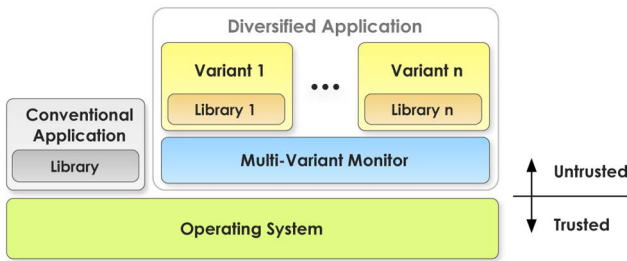 Diversified Application
Variant 1
Variant n
...
Library 1
Library n
Conventional
Application
Library
Multi-Variant Monitor
Untrusted
Operating System
Trusted